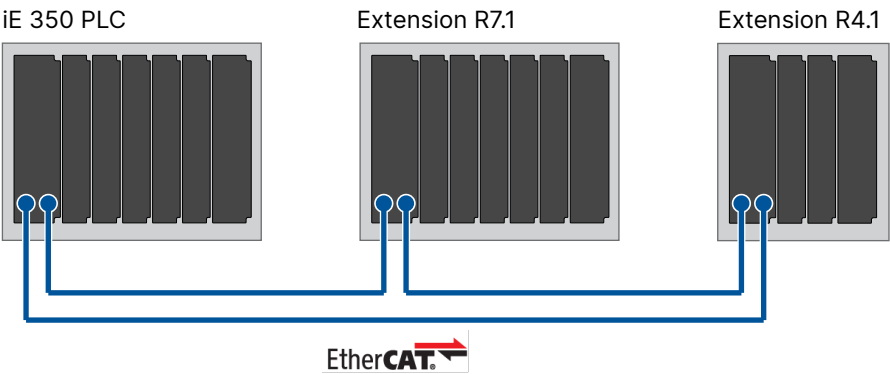 iE 350 PLC
Extension R7.1
Extension R4.1
EtherCAT.